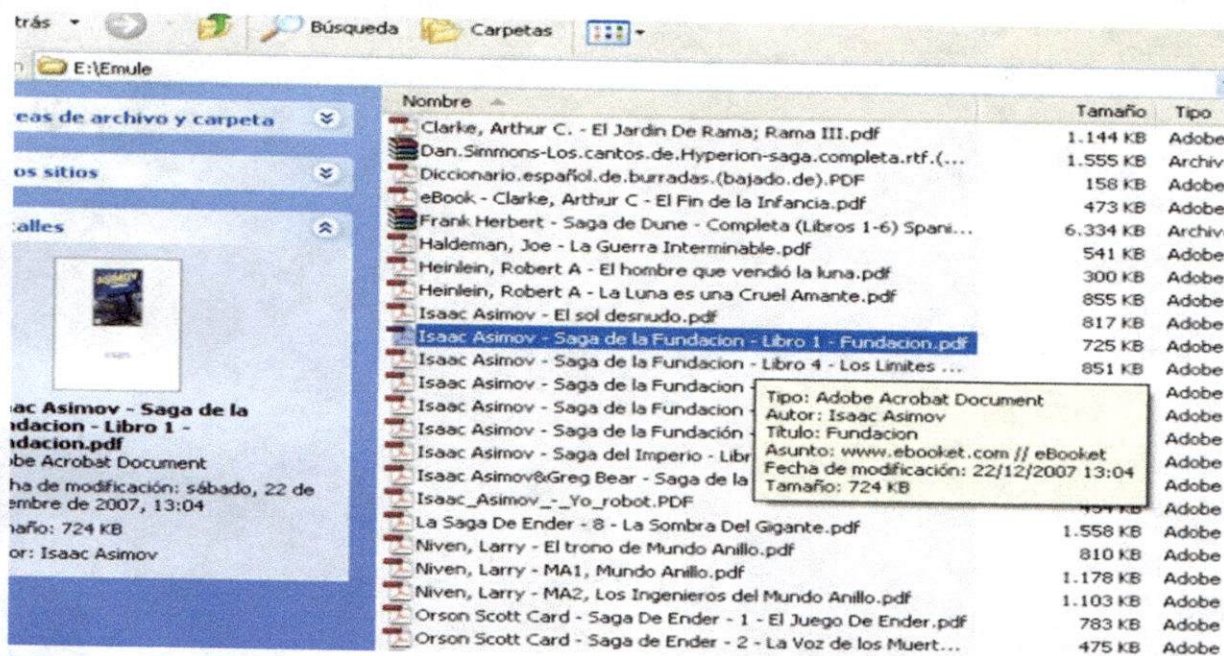 trás Búsqueda Carpetas
E:\Emule
reas de archivo y carpeta
os sitios
alles
ac Asimov - Saga de la
ndacion - Libro 1 -
ndacion.pdf
be Acrobat Document
ha de modificación: sábado, 22 de
embre de 2007, 13:04
maño: 724 KB
or: Isaac Asimov
Nombre Tamaño Tipo
Clarke, Arthur C. - El Jardin De Rama; Rama III.pdf 1.144 KB Adobe
Dan.Simmons-Los.cantos.de.Hyperion-saga.completa.rtf.(... 1.555 KB Archiv
Diccionario.español.de.burradas.(bajado.de).PDF 158 KB Adobe
eBook - Clarke, Arthur C - El Fin de la Infancia.pdf 473 KB Adobe
Frank Herbert - Saga de Dune - Completa (Libros 1-6) Spani... 6.334 KB Archiv
Haldeman, Joe - La Guerra Interminable.pdf 541 KB Adobe
Heinlein, Robert A - El hombre que vendió la luna.pdf 300 KB Adobe
Heinlein, Robert A - La Luna es una Cruel Amante.pdf 855 KB Adobe
Isaac Asimov - El sol desnudo.pdf 817 KB Adobe
Isaac Asimov - Saga de la Fundacion - Libro 1 - Fundacion.pdf 725 KB Adobe
Isaac Asimov - Saga de la Fundacion - Libro 4 - Los Limites ... 851 KB Adobe
Isaac Asimov - Saga de la Fundacion - Adobe
Isaac Asimov - Saga de la Fundacion - Adobe
Isaac Asimov - Saga de la Fundación - Adobe
Isaac Asimov - Saga del Imperio - Libr Adobe
Isaac Asimov&Greg Bear - Saga de la Adobe
Isaac_Asimov_-_Yo_robot.PDF 454 KB Adobe
La Saga De Ender - 8 - La Sombra Del Gigante.pdf 1.558 KB Adobe
Niven, Larry - El trono de Mundo Anillo.pdf 810 KB Adobe
Niven, Larry - MA1, Mundo Anillo.pdf 1.178 KB Adobe
Niven, Larry - MA2, Los Ingenieros del Mundo Anillo.pdf 1.103 KB Adobe
Orson Scott Card - Saga De Ender - 1 - El Juego De Ender.pdf 783 KB Adobe
Orson Scott Card - Saga de Ender - 2 - La Voz de los Muert... 475 KB Adobe
Tipo: Adobe Acrobat Document
Autor: Isaac Asimov
Título: Fundacion
Asunto: www.ebooket.com // eBooket
Fecha de modificación: 22/12/2007 13:04
Tamaño: 724 KB